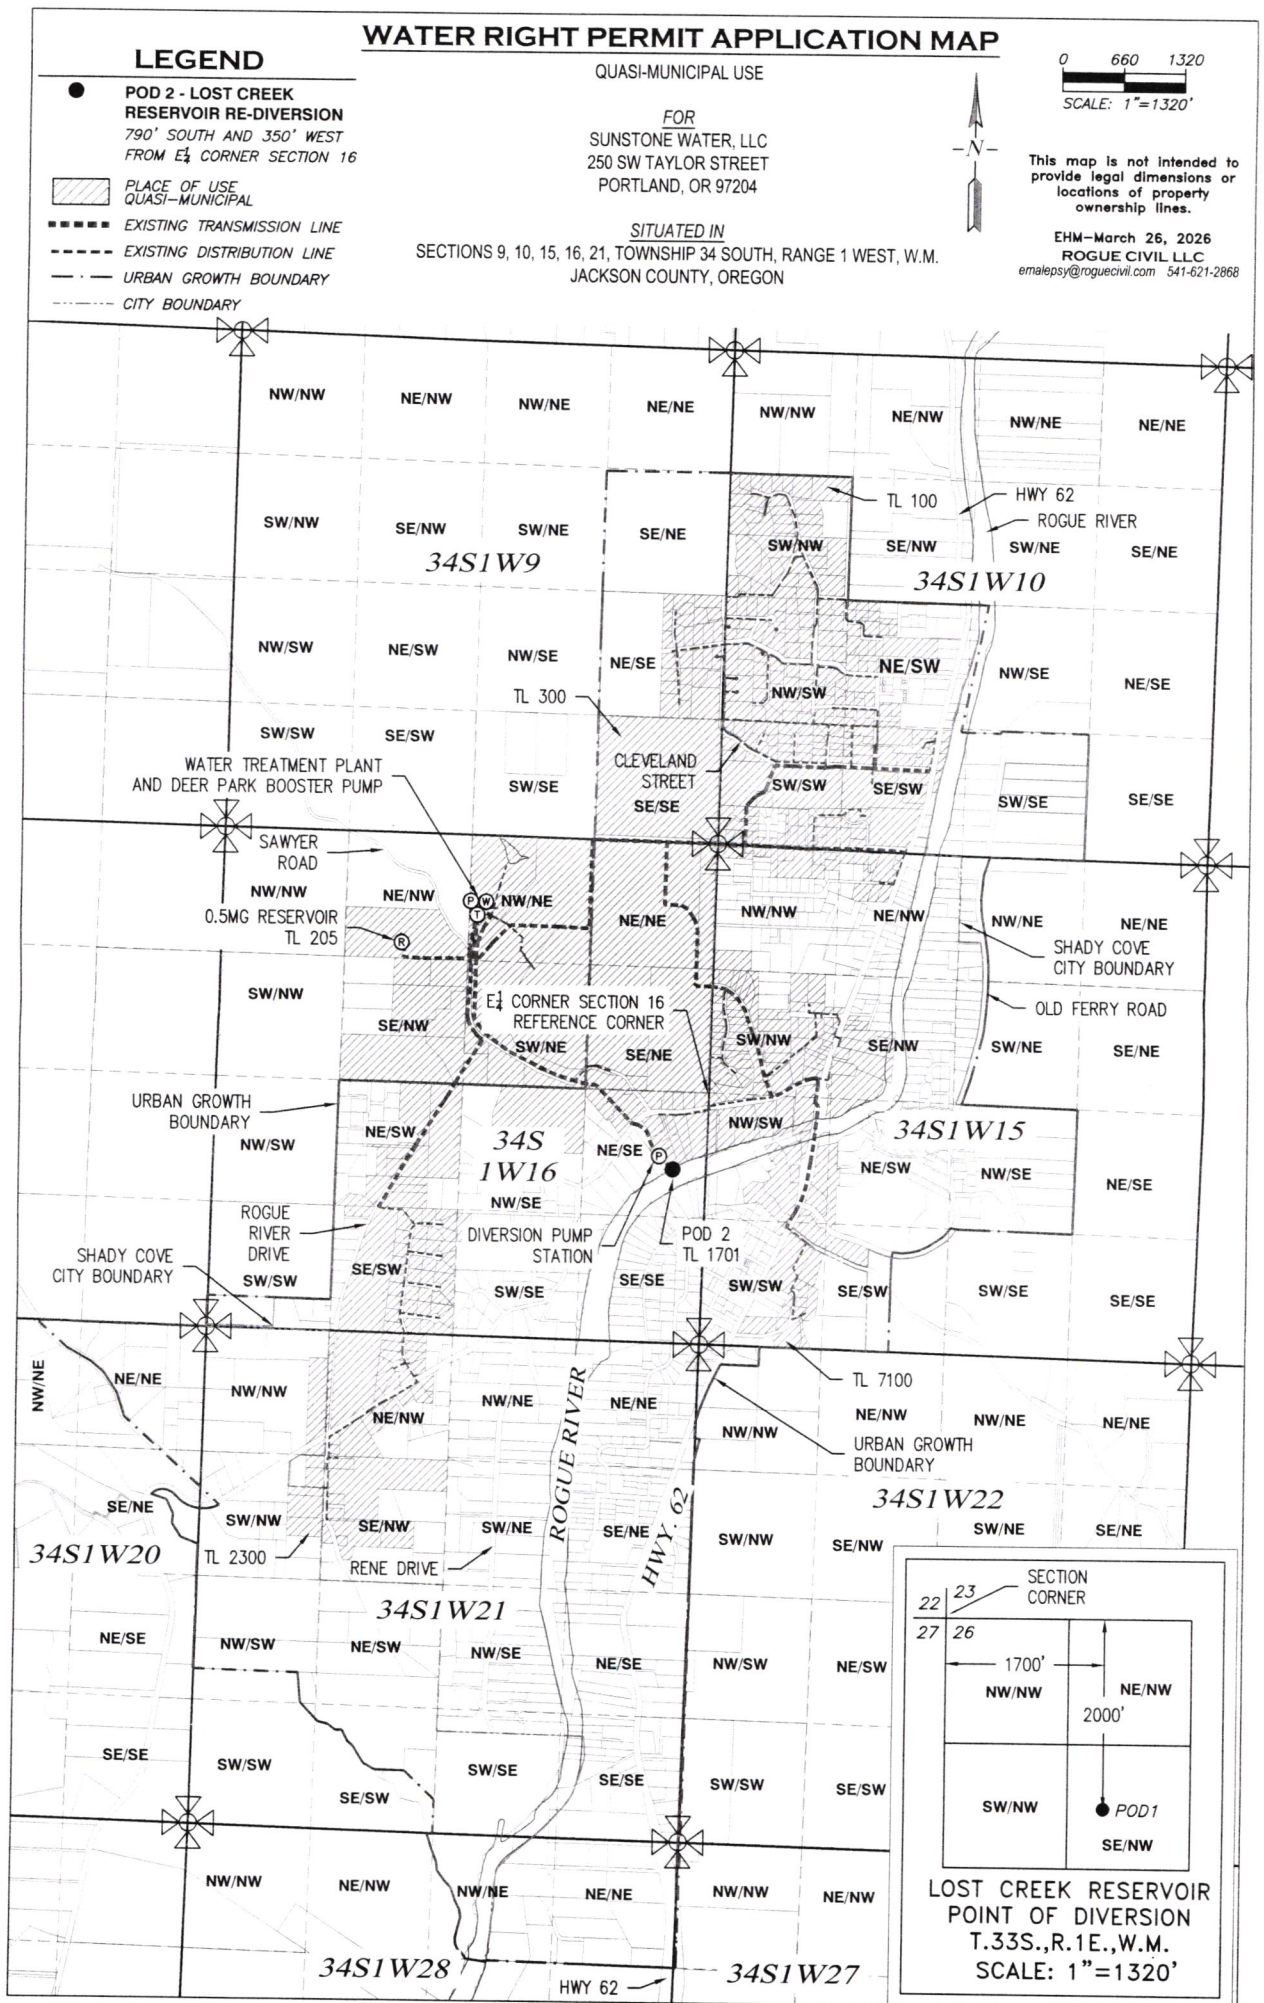 WATER RIGHT PERMIT APPLICATION MAP
QUASI-MUNICIPAL USE
FOR
SUNSTONE WATER, LLC
250 SW TAYLOR STREET
PORTLAND, OR 97204
SITUATED IN
SECTIONS 9, 10, 15, 16, 21, TOWNSHIP 34 SOUTH, RANGE 1 WEST, W.M.
JACKSON COUNTY, OREGON
LEGEND
POD 2 - LOST CREEK
RESERVOIR RE-DIVERSION
790' SOUTH AND 350' WEST
FROM E¼ CORNER SECTION 16
PLACE OF USE
QUASI-MUNICIPAL
EXISTING TRANSMISSION LINE
EXISTING DISTRIBUTION LINE
URBAN GROWTH BOUNDARY
CITY BOUNDARY
N
0 660 1320
SCALE: 1"=1320'
This map is not intended to
provide legal dimensions or
locations of property
ownership lines.
EHM-March 26, 2026
ROGUE CIVIL LLC
emalepsy@roguecivil.com 541-621-2868
NW/NW NE/NW NW/NE NE/NE NW/NW NE/NW NW/NE NE/NE
TL 100
HWY 62
ROGUE RIVER
SW/NW SE/NW SW/NE SE/NE SW/NW SE/NW SW/NE SE/NE
34S1W9
34S1W10
NW/SW NE/SW NW/SE NE/SE NW/SW NE/SW NW/SE NE/SE
TL 300
SW/SW SE/SW SW/SE SE/SE SW/SW SE/SW SW/SE SE/SE
CLEVELAND
STREET
WATER TREATMENT PLANT
AND DEER PARK BOOSTER PUMP
SAWYER
ROAD
NW/NW NE/NW NW/NE NE/NE NW/NW NE/NW NW/NE NE/NE
P W
T
R
0.5MG RESERVOIR
TL 205
SHADY COVE
CITY BOUNDARY
OLD FERRY ROAD
E¼ CORNER SECTION 16
REFERENCE CORNER
SW/NW SE/NW SW/NE SE/NE SW/NW SE/NW SW/NE SE/NE
URBAN GROWTH
BOUNDARY
34S
1W16
34S1W15
NW/SW NE/SW NW/SE NE/SE NW/SW NE/SW NW/SE NE/SE
P
ROGUE
RIVER
DRIVE
DIVERSION PUMP
STATION
POD 2
TL 1701
SHADY COVE
CITY BOUNDARY
SW/SW SE/SW SW/SE SE/SE SW/SW SE/SW SW/SE SE/SE
TL 7100
NW/NE NE/NE NW/NW NE/NW NW/NE NE/NE NW/NW NE/NW NW/NE NE/NE
URBAN GROWTH
BOUNDARY
ROGUE RIVER
HWY. 62
34S1W22
SE/NE SW/NW SE/NW SW/NE SE/NE SW/NW SE/NW SW/NE SE/NE
34S1W20
TL 2300
RENE DRIVE
34S1W21
NE/SE NW/SW NE/SW NW/SE NE/SE NW/SW NE/SW
SE/SE SW/SW SE/SW SW/SE SE/SE SW/SW SE/SW
NW/NW NE/NW NW/NE NE/NE NW/NW NE/NW
34S1W28
HWY 62
34S1W27
SECTION
CORNER
22 23
27 26
1700'
NW/NW NE/NW
2000'
SW/NW POD1
SE/NW
LOST CREEK RESERVOIR
POINT OF DIVERSION
T.33S.,R.1E.,W.M.
SCALE: 1"=1320'